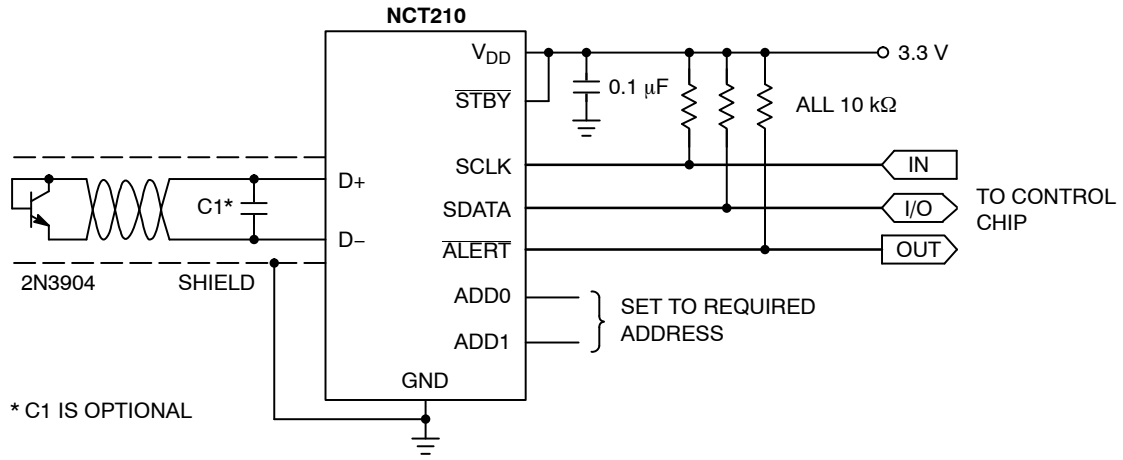 NCT210
VDD
3.3 V
STBY
0.1 μF
ALL 10 kΩ
SCLK
IN
D+
C1*
SDATA
I/O
TO CONTROL
CHIP
D−
ALERT
OUT
2N3904
SHIELD
ADD0
SET TO REQUIRED
ADDRESS
ADD1
GND
* C1 IS OPTIONAL